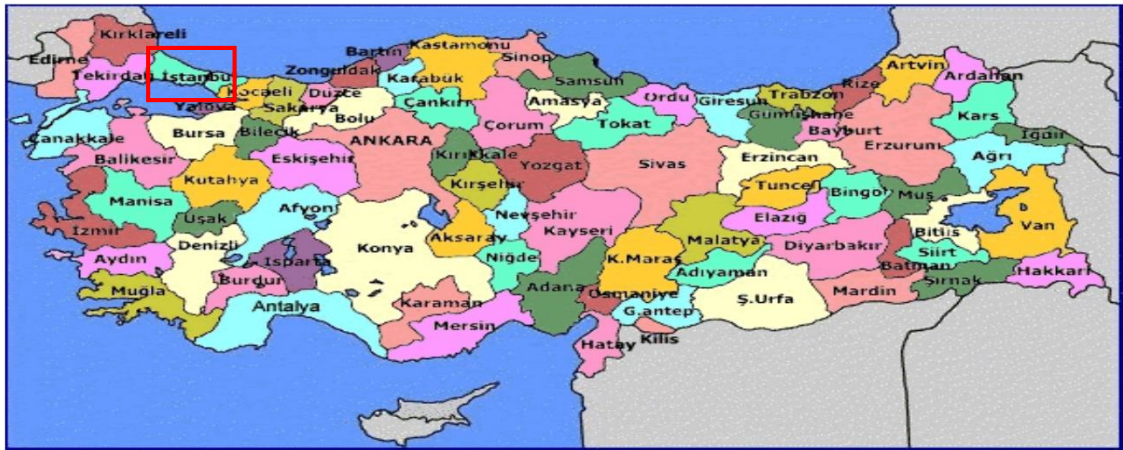 Kırklareli
Edirne
Tekirdağ
İstanbul
Kocaeli
Yalova
Sakarya
Düzce
Zonguldak
Bartın
Kastamonu
Karabük
Sinop
Samsun
Bolu
Çankırı
Amasya
Ordu
Giresun
Trabzon
Rize
Artvin
Ardahan
Gümüşhane
Bayburt
Kars
Iğdır
Çanakkale
Bursa
Bilecik
ANKARA
Çorum
Tokat
Erzurum
Ağrı
Balikesir
Eskişehir
Kırıkkale
Yozgat
Sivas
Erzincan
Kutahya
Kırşehir
Tunceli
Bingöl
Muş
Manisa
Uşak
Afyon
Nevşehir
Elazığ
Bitlis
Van
İzmir
Denizli
Konya
Aksaray
Kayseri
Malatya
Diyarbakır
Siirt
Aydın
Isparta
Niğde
K.Maraş
Adıyaman
Batman
Hakkari
Burdur
Muğla
Antalya
Karaman
Adana
Osmaniye
Ş.Urfa
Mardin
Şırnak
Mersin
G.antep
Hatay
Kilis